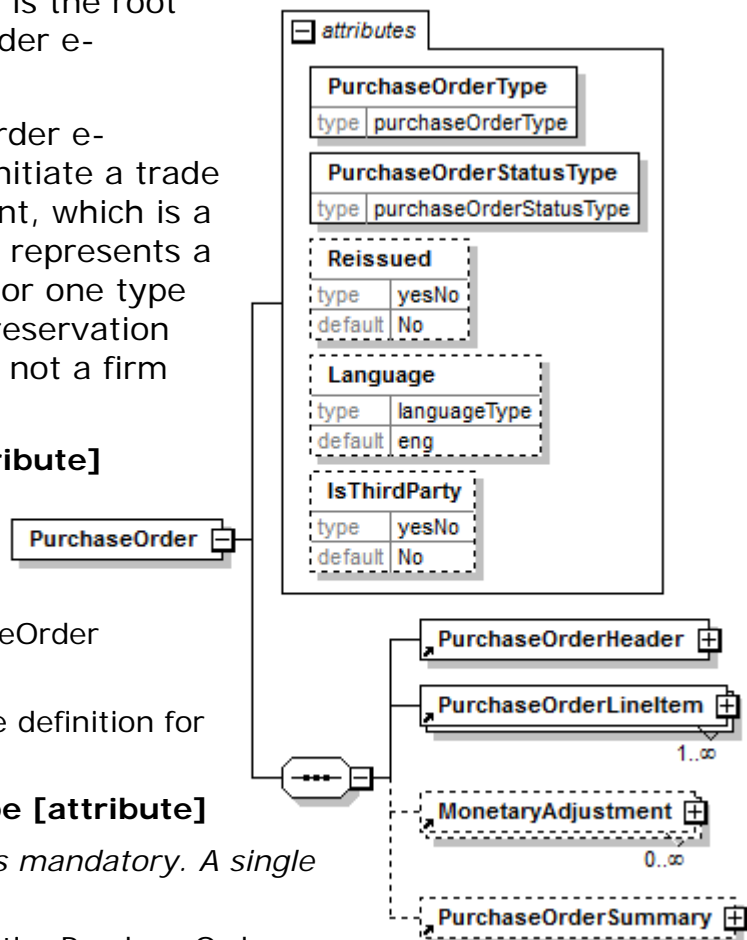 is the root
der e-
rder e-
nitiate a trade
nt, which is a
represents a
or one type
reservation
not a firm
ribute]
eOrder
e definition for
pe [attribute]
s mandatory. A single
attributes
PurchaseOrderType
type purchaseOrderType
PurchaseOrderStatusType
type purchaseOrderStatusType
Reissued
type yesNo
default No
Language
type languageType
default eng
IsThirdParty
type yesNo
default No
PurchaseOrder
PurchaseOrderHeader
PurchaseOrderLineItem
1..∞
MonetaryAdjustment
0..∞
PurchaseOrderSummary